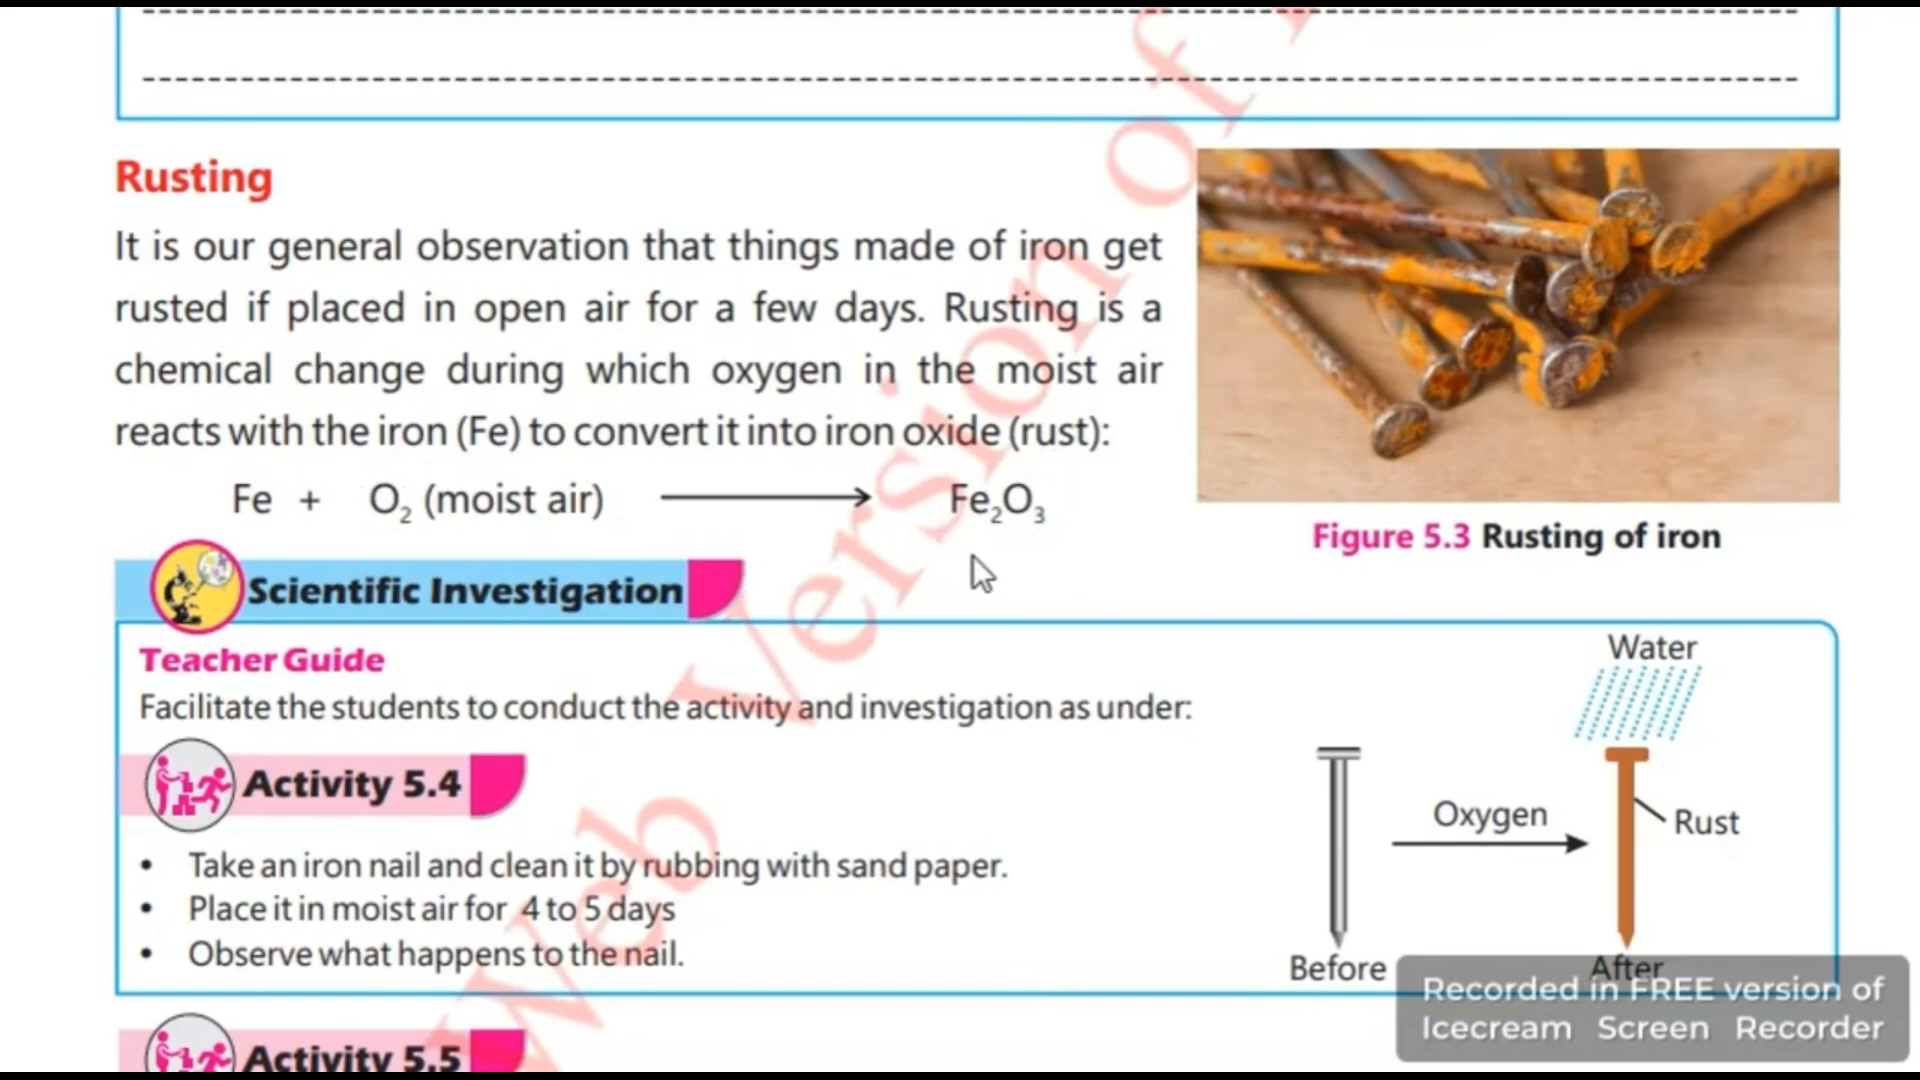 Rusting
It is our general observation that things made of iron get
rusted if placed in open air for a few days. Rusting is a
chemical change during which oxygen in the moist air
reacts with the iron (Fe) to convert it into iron oxide (rust):
Fe + O₂ (moist air) ⟶ Fe₂O₃
Figure 5.3 Rusting of iron
Scientific Investigation
Teacher Guide
Facilitate the students to conduct the activity and investigation as under:
Activity 5.4
• Take an iron nail and clean it by rubbing with sand paper.
• Place it in moist air for 4 to 5 days
• Observe what happens to the nail.
Water
Oxygen
Rust
Before
After
Activity 5.5
Web Version of
Recorded in FREE version of
Icecream Screen Recorder